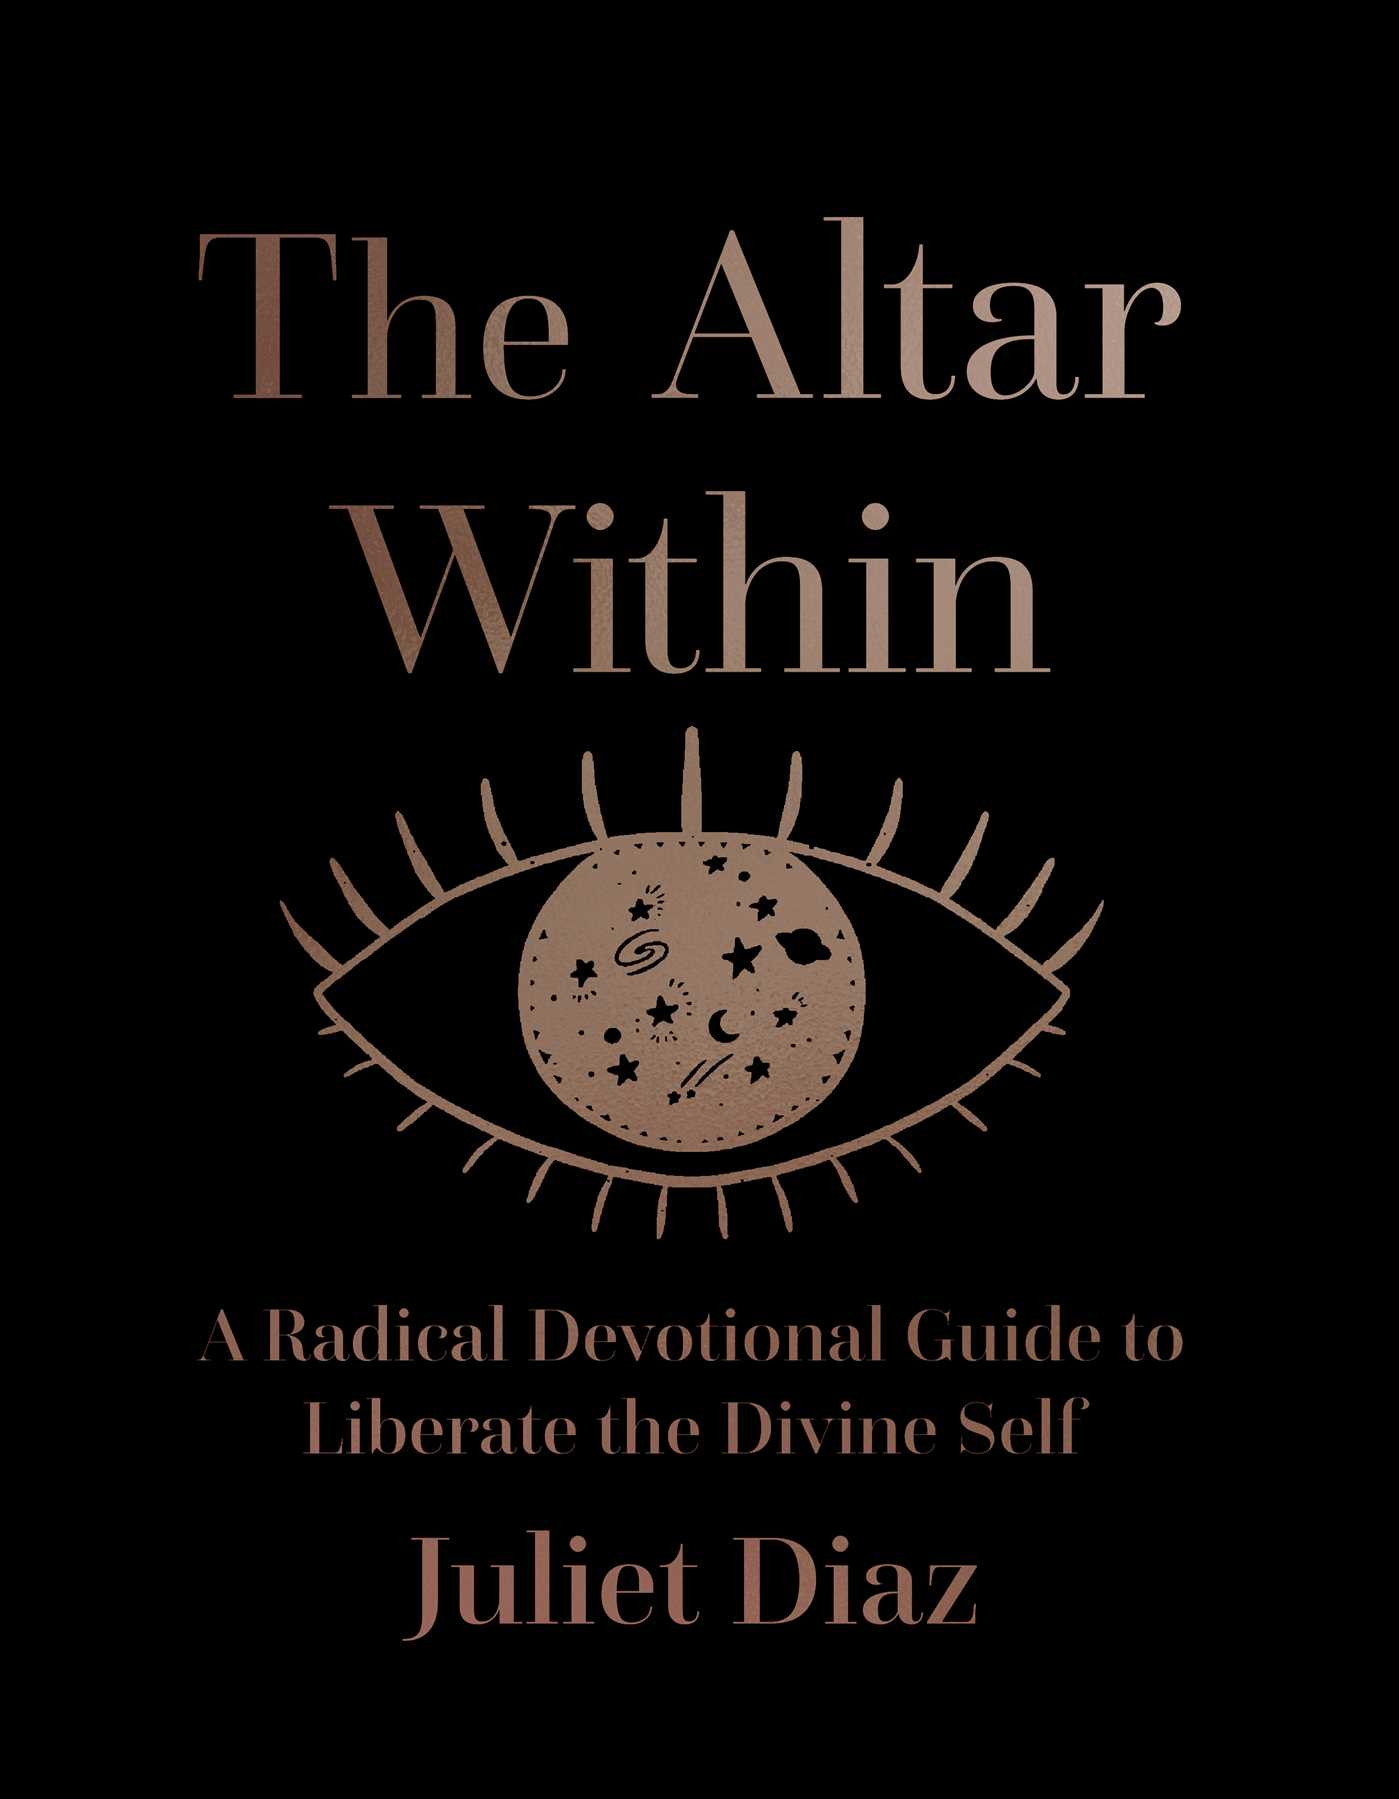 The Altar
Within
A Radical Devotional Guide to
Liberate the Divine Self
Juliet Diaz